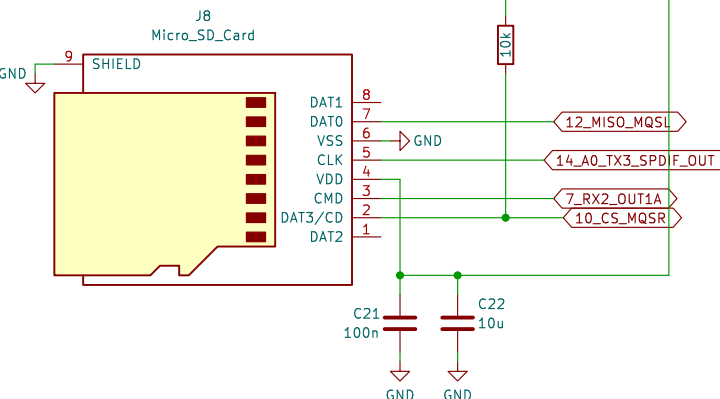 J8
Micro_SD_Card
10k
9
SHIELD
GND
DAT1
8
DAT0
7
12_MISO_MQSL
VSS
6
GND
CLK
5
14_A0_TX3_SPDIF_OUT
VDD
4
CMD
3
7_RX2_OUT1A
DAT3/CD
2
10_CS_MQSR
DAT2
1
C21
100n
C22
10u
GND
GND